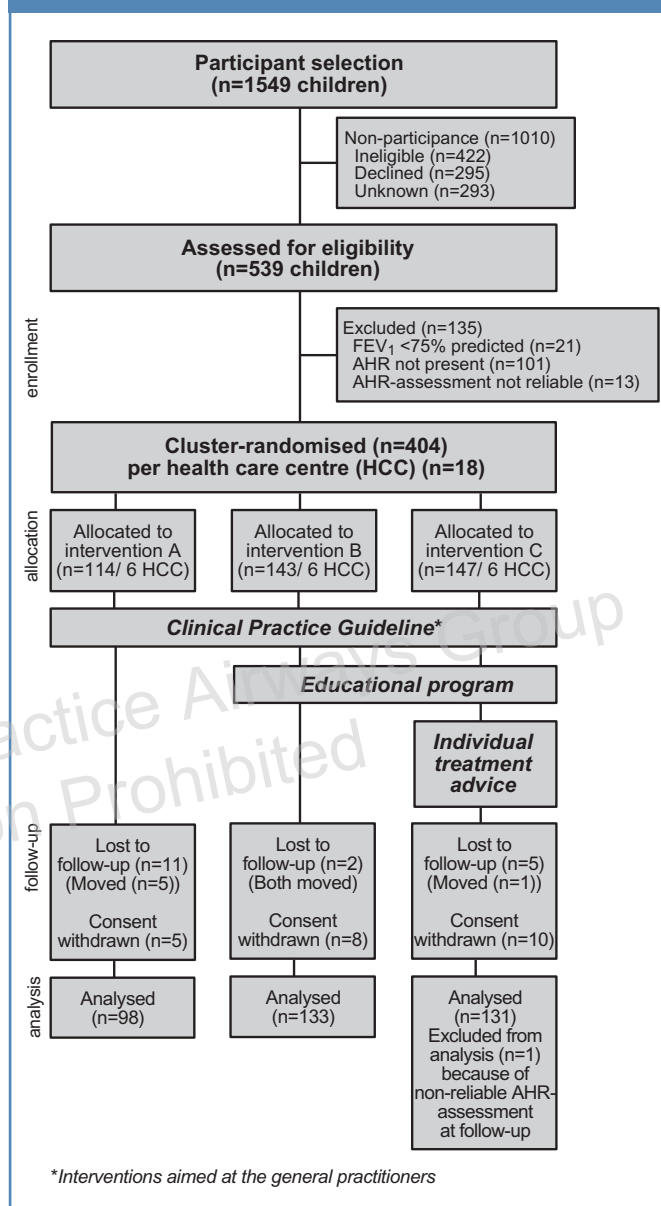 Participant selection
(n=1549 children)
Non-participance (n=1010)
Ineligible (n=422)
Declined (n=295)
Unknown (n=293)
Assessed for eligibility
(n=539 children)
enrollment
Excluded (n=135)
FEV₁ <75% predicted (n=21)
AHR not present (n=101)
AHR-assessment not reliable (n=13)
Cluster-randomised (n=404)
per health care centre (HCC) (n=18)
allocation
Allocated to
intervention A
(n=114/ 6 HCC)
Allocated to
intervention B
(n=143/ 6 HCC)
Allocated to
intervention C
(n=147/ 6 HCC)
Clinical Practice Guideline*
Educational program
Individual
treatment
advice
follow-up
Lost to
follow-up (n=11)
(Moved (n=5))
Consent
withdrawn (n=5)
Lost to
follow-up (n=2)
(Both moved)
Consent
withdrawn (n=8)
Lost to
follow-up (n=5)
(Moved (n=1))
Consent
withdrawn (n=10)
analysis
Analysed
(n=98)
Analysed
(n=133)
Analysed
(n=131)
Excluded from
analysis (n=1)
because of
non-reliable AHR-
assessment
at follow-up
*Interventions aimed at the general practitioners
Airways Group
Prohibited